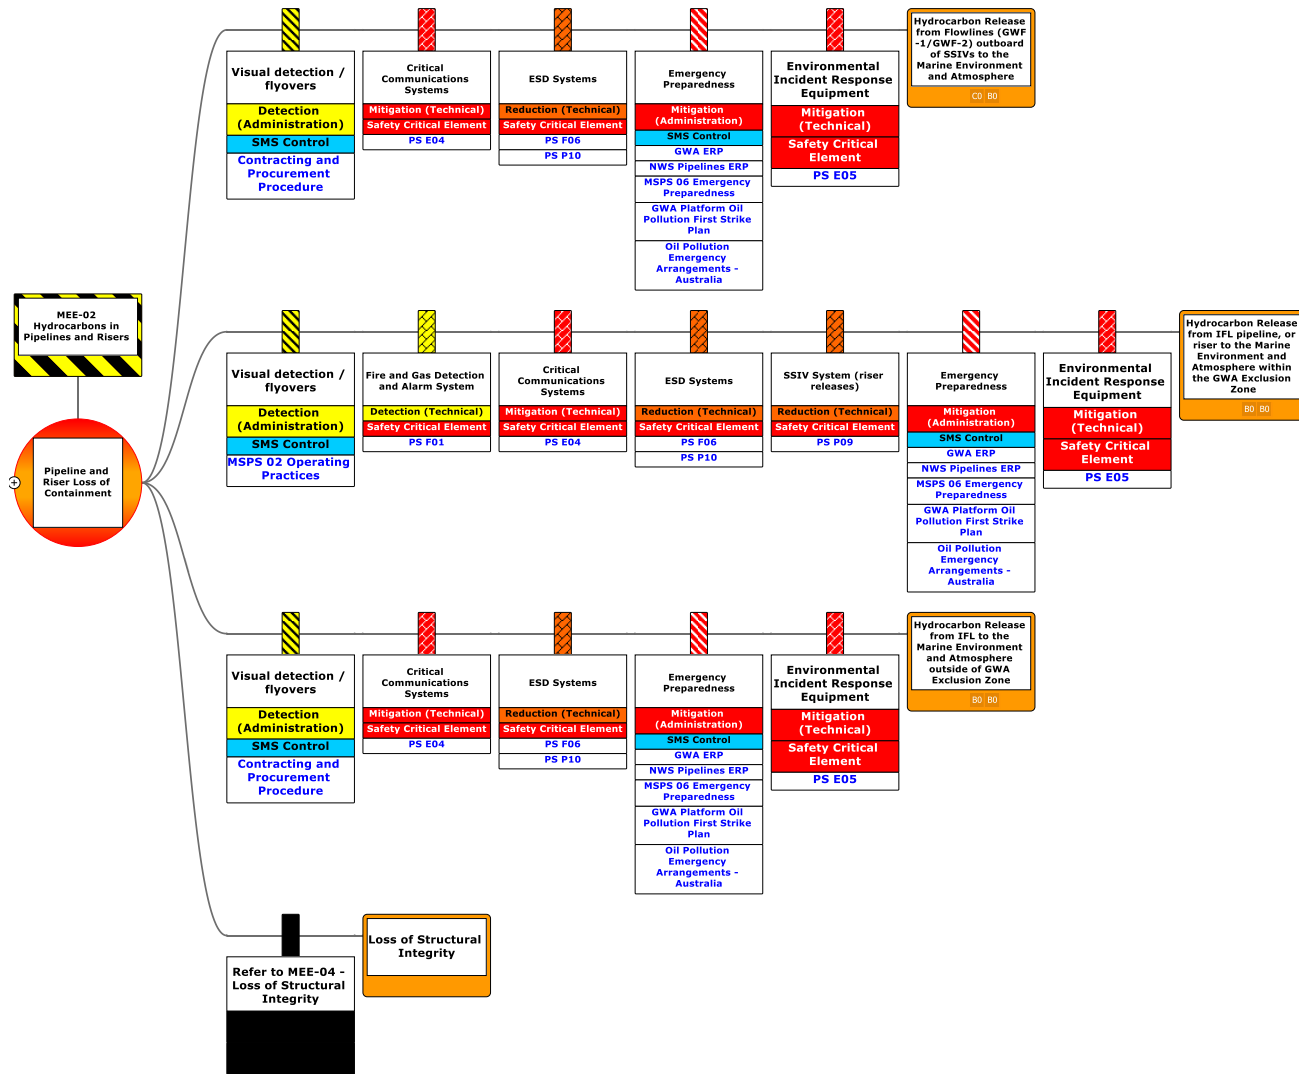 MEE-02
Hydrocarbons in
Pipelines and Risers
Pipeline and
Riser Loss of
Containment
+
Visual detection /
flyovers
Detection
(Administration)
SMS Control
Contracting and
Procurement
Procedure
Critical
Communications
Systems
Mitigation (Technical)
Safety Critical Element
PS E04
ESD Systems
Reduction (Technical)
Safety Critical Element
PS F06
PS P10
Emergency
Preparedness
Mitigation
(Administration)
SMS Control
GWA ERP
NWS Pipelines ERP
MSPS 06 Emergency
Preparedness
GWA Platform Oil
Pollution First Strike
Plan
Oil Pollution
Emergency
Arrangements -
Australia
Environmental
Incident Response
Equipment
Mitigation
(Technical)
Safety Critical
Element
PS E05
Hydrocarbon Release
from Flowlines (GWF
-1/GWF-2) outboard
of SSIVs to the
Marine Environment
and Atmosphere
C0 B0
Visual detection /
flyovers
Detection
(Administration)
SMS Control
MSPS 02 Operating
Practices
Fire and Gas Detection
and Alarm System
Detection (Technical)
Safety Critical Element
PS F01
Critical
Communications
Systems
Mitigation (Technical)
Safety Critical Element
PS E04
ESD Systems
Reduction (Technical)
Safety Critical Element
PS F06
PS P10
SSIV System (riser
releases)
Reduction (Technical)
Safety Critical Element
PS P09
Emergency
Preparedness
Mitigation
(Administration)
SMS Control
GWA ERP
NWS Pipelines ERP
MSPS 06 Emergency
Preparedness
GWA Platform Oil
Pollution First Strike
Plan
Oil Pollution
Emergency
Arrangements -
Australia
Environmental
Incident Response
Equipment
Mitigation
(Technical)
Safety Critical
Element
PS E05
Hydrocarbon Release
from IFL pipeline, or
riser to the Marine
Environment and
Atmosphere within
the GWA Exclusion
Zone
B0 B0
Visual detection /
flyovers
Detection
(Administration)
SMS Control
Contracting and
Procurement
Procedure
Critical
Communications
Systems
Mitigation (Technical)
Safety Critical Element
PS E04
ESD Systems
Reduction (Technical)
Safety Critical Element
PS F06
PS P10
Emergency
Preparedness
Mitigation
(Administration)
SMS Control
GWA ERP
NWS Pipelines ERP
MSPS 06 Emergency
Preparedness
GWA Platform Oil
Pollution First Strike
Plan
Oil Pollution
Emergency
Arrangements -
Australia
Environmental
Incident Response
Equipment
Mitigation
(Technical)
Safety Critical
Element
PS E05
Hydrocarbon Release
from IFL to the
Marine Environment
and Atmosphere
outside of GWA
Exclusion Zone
B0 B0
Refer to MEE-04 -
Loss of Structural
Integrity
Loss of Structural
Integrity